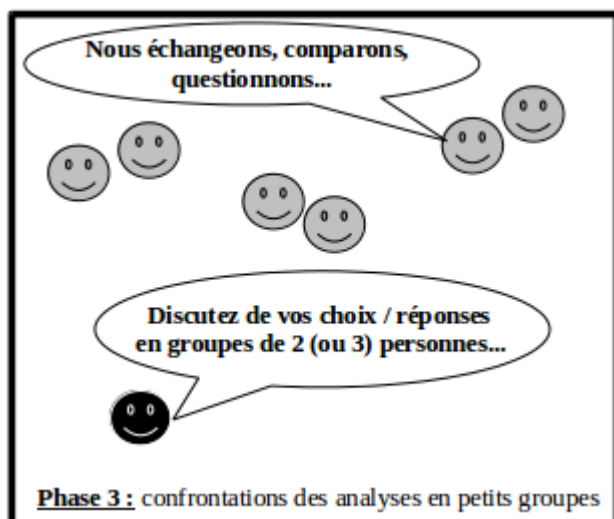 Nous échangeons, comparons,
questionnons...
Discutez de vos choix / réponses
en groupes de 2 (ou 3) personnes...
Phase 3 : confrontations des analyses en petits groupes